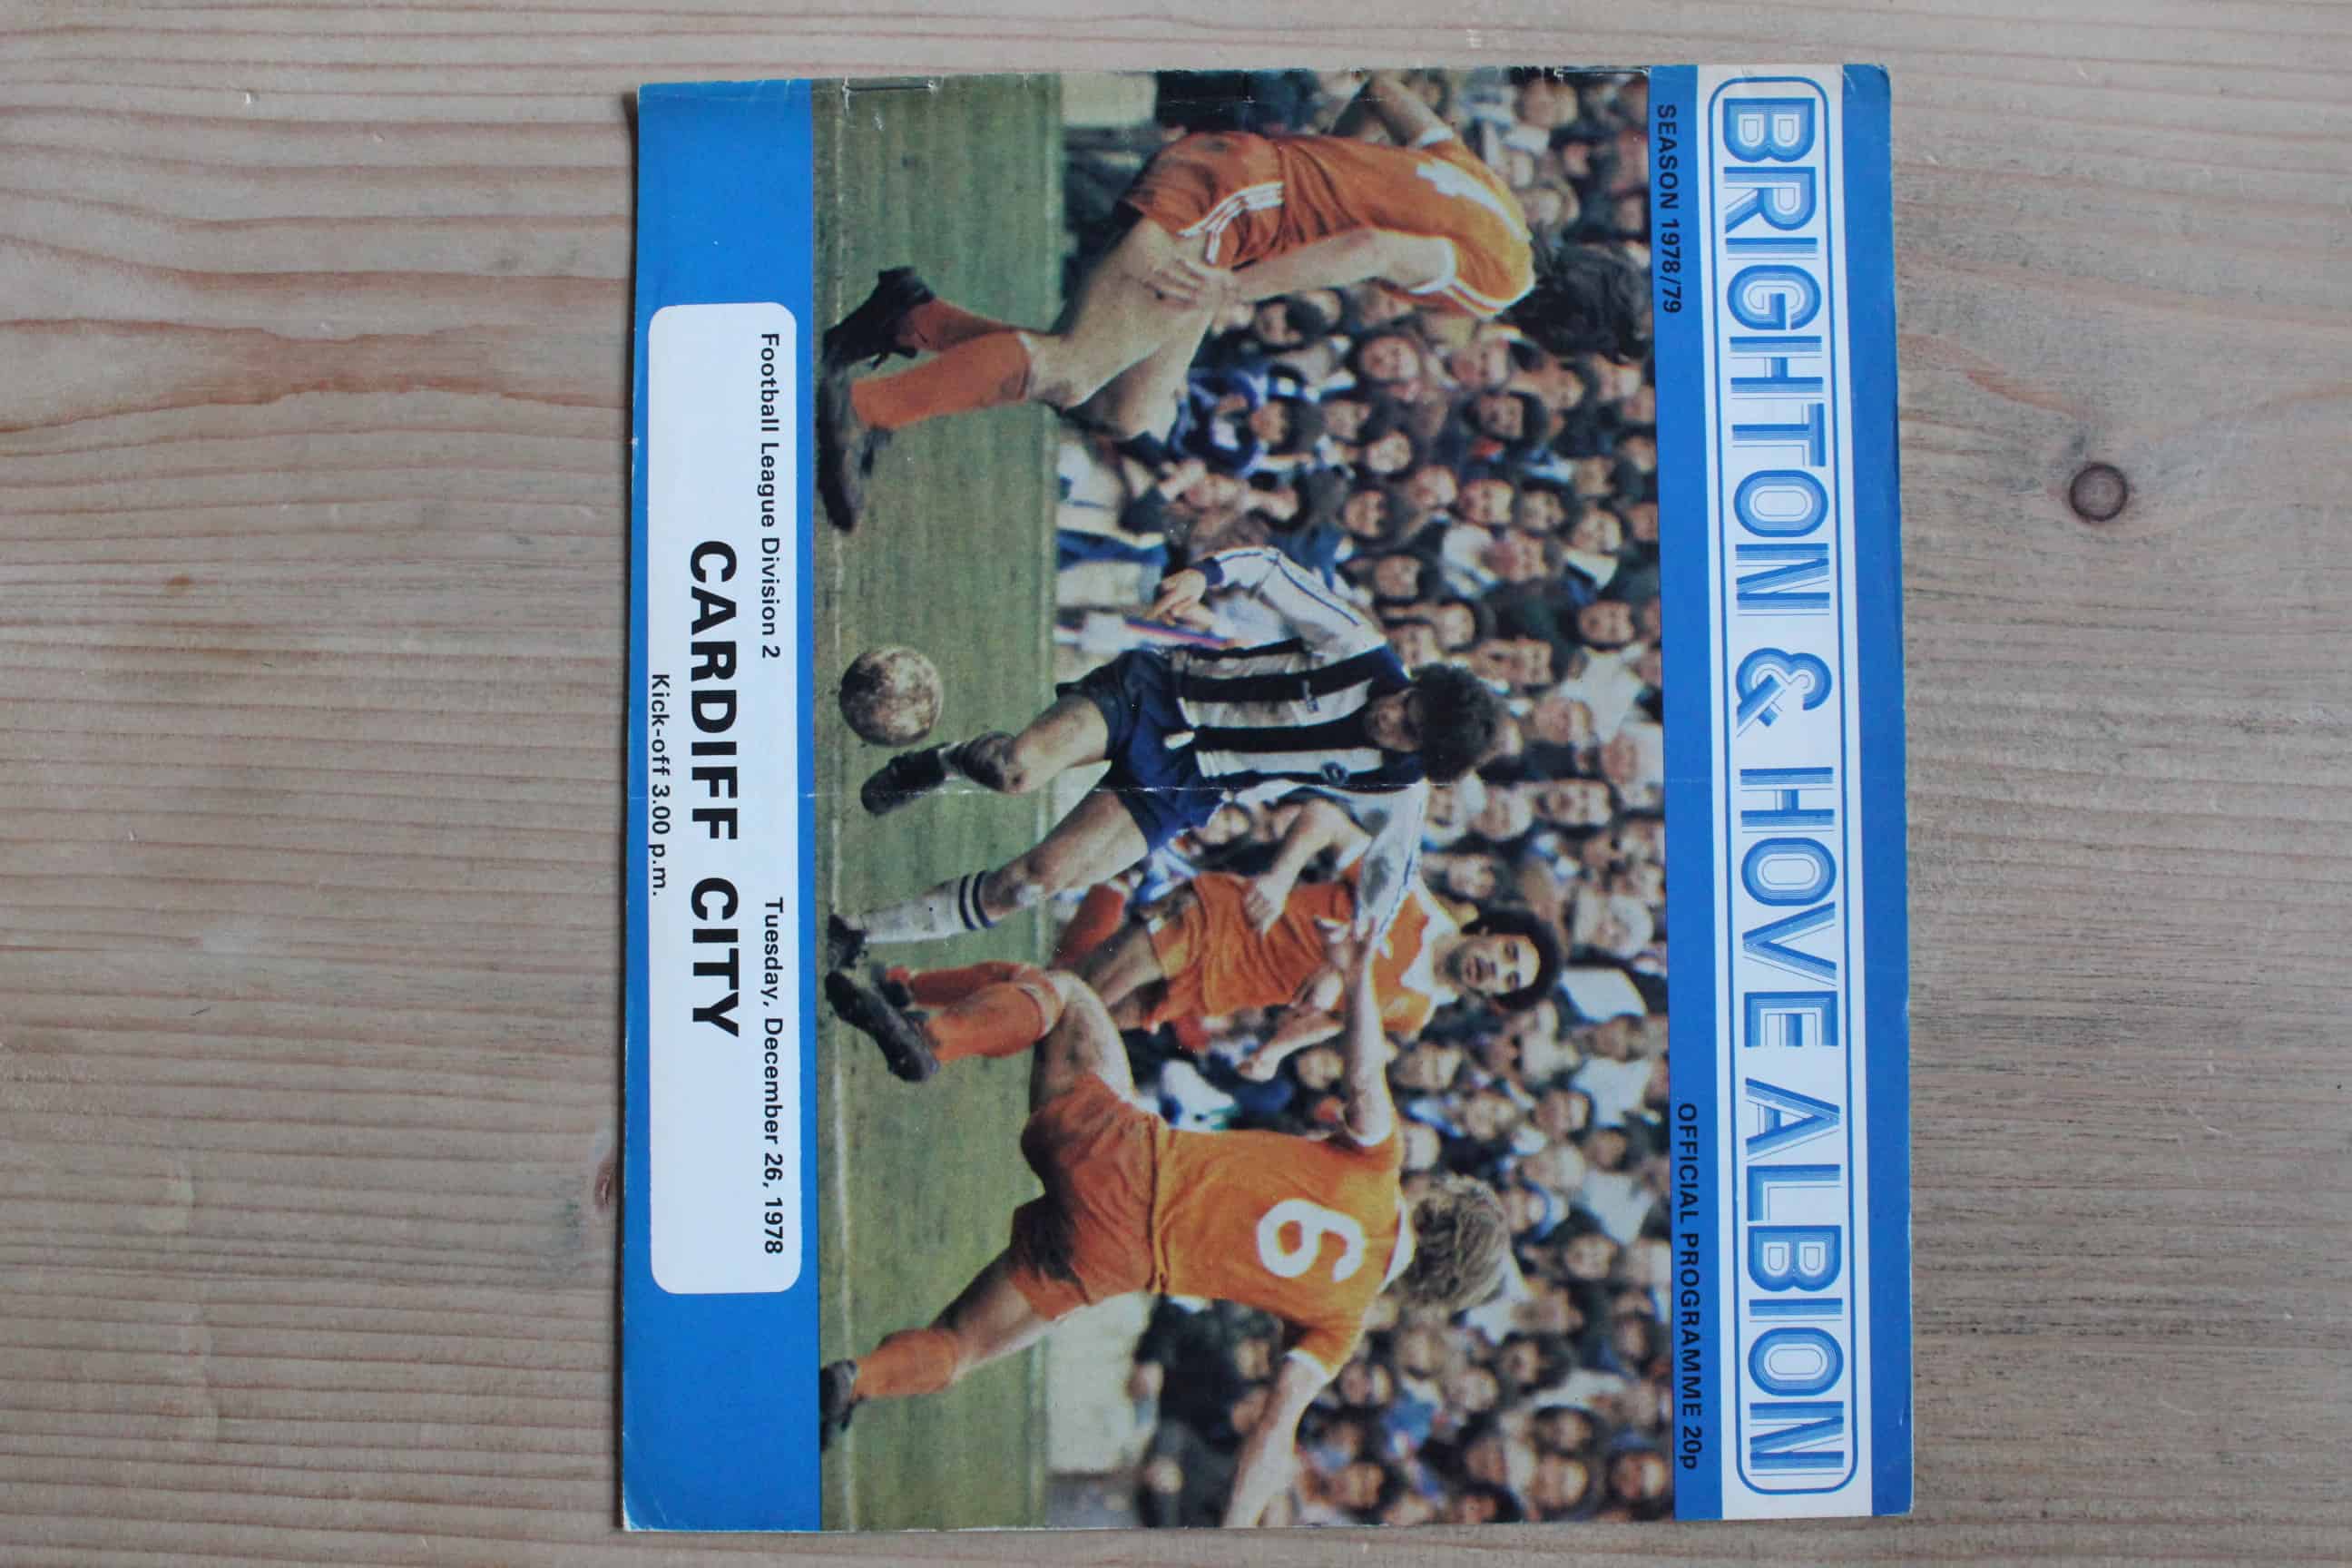 BRIGHTON & HOVE ALBION
SEASON 1978/79 OFFICIAL PROGRAMME 20p
6
Football League Division 2 Tuesday, December 26, 1978
CARDIFF CITY
Kick-off 3.00 p.m.